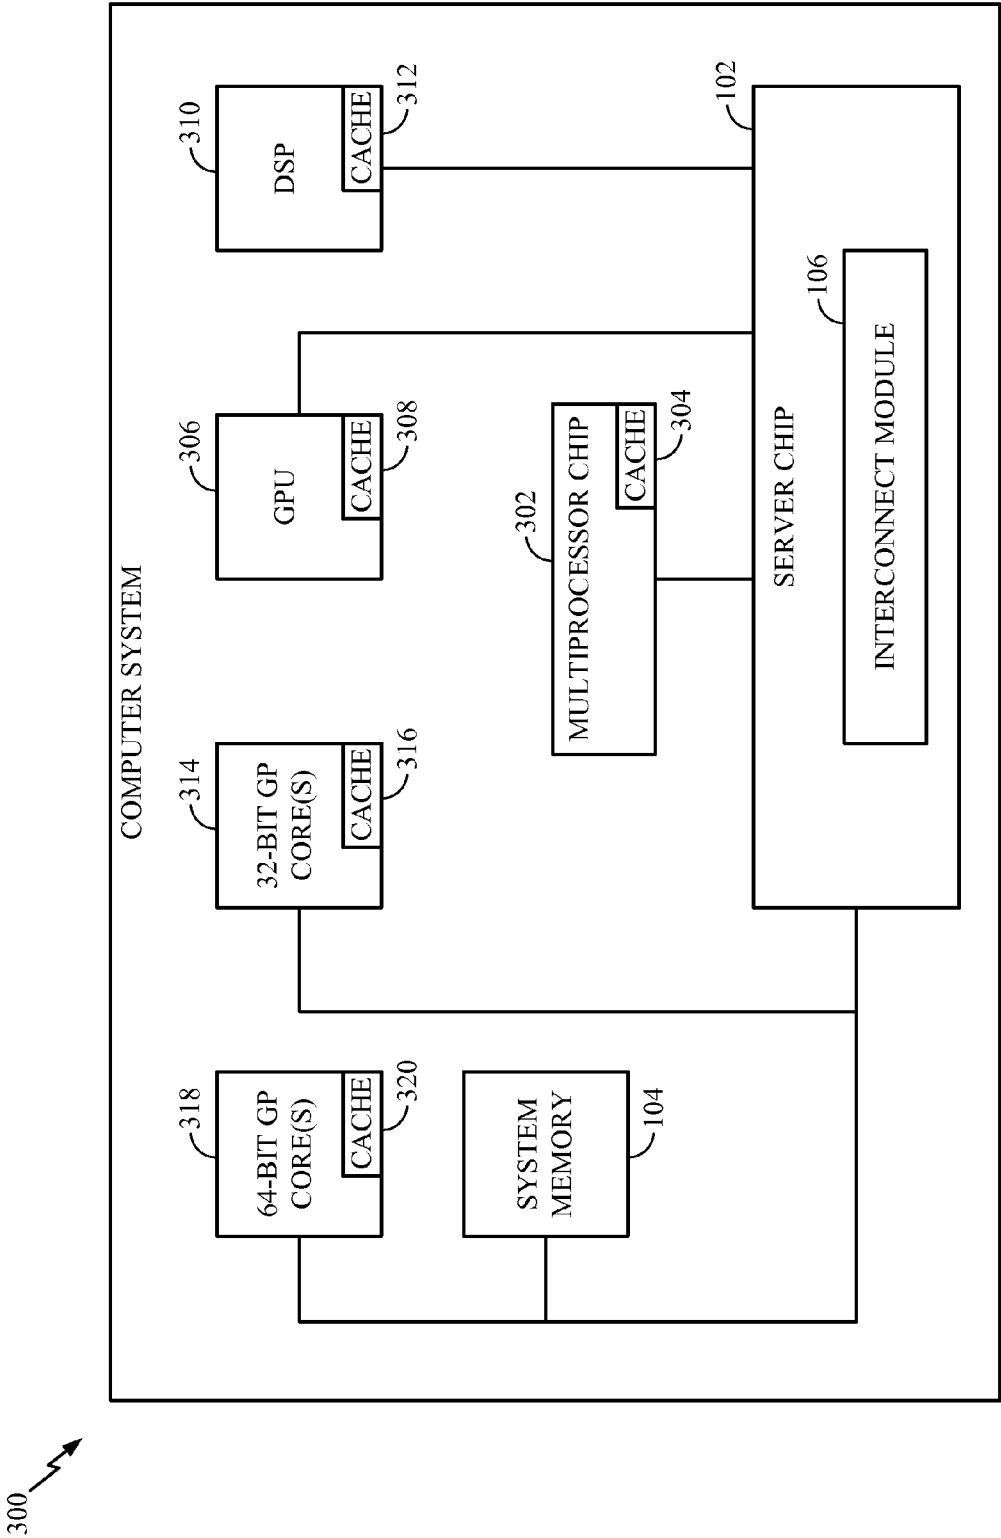 300
COMPUTER SYSTEM
318
64-BIT GP
CORE(S)
CACHE
320
314
32-BIT GP
CORE(S)
CACHE
316
306
GPU
CACHE
308
310
DSP
CACHE
312
SYSTEM
MEMORY
104
302
MULTIPROCESSOR CHIP
CACHE
304
102
SERVER CHIP
106
INTERCONNECT MODULE